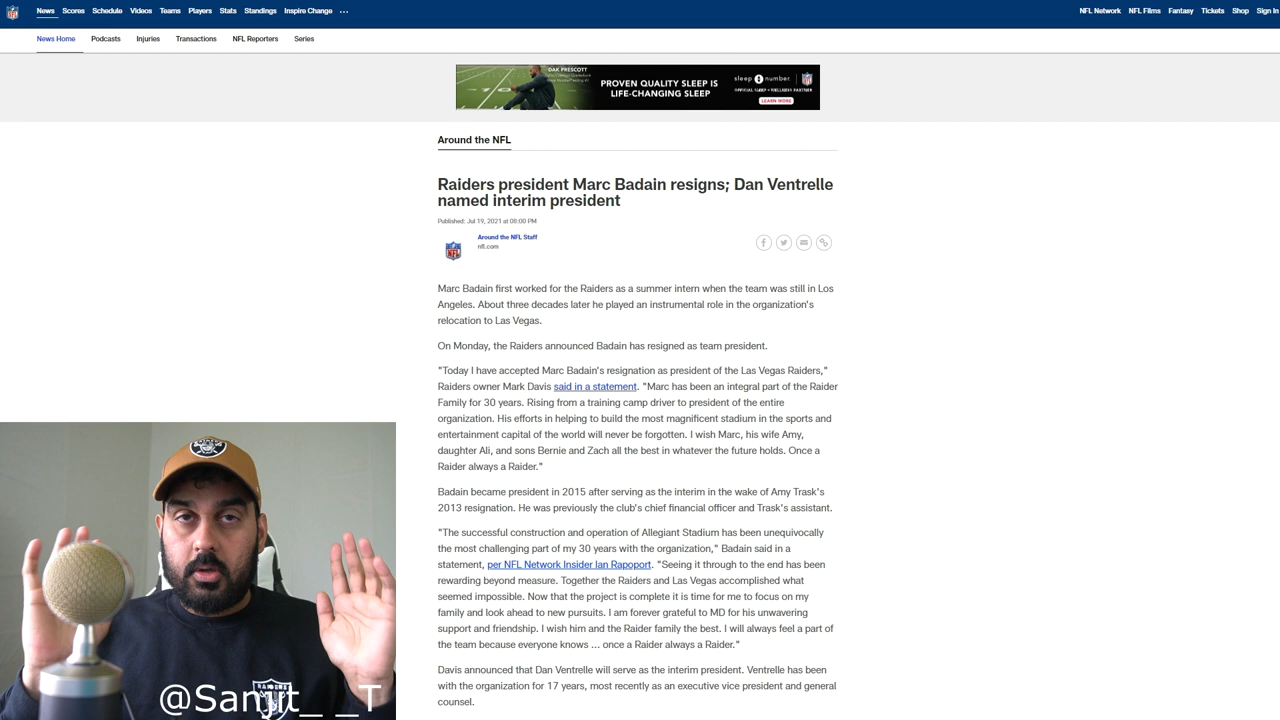 News Scores Schedule Videos Teams Players Stats Standings Inspire Change ...
NFL Network NFL Films Fantasy Tickets Shop Sign In
News Home Podcasts Injuries Transactions NFL Reporters Series
DAK PRESCOTT
PROVEN QUALITY SLEEP IS
LIFE-CHANGING SLEEP
sleep number.
OFFICIAL SLEEP + WELLNESS PARTNER
LEARN MORE
Around the NFL
Raiders president Marc Badain resigns; Dan Ventrelle
named interim president
Published: Jul 19, 2021 at 08:00 PM
Around the NFL Staff
nfl.com
Marc Badain first worked for the Raiders as a summer intern when the team was still in Los
Angeles. About three decades later he played an instrumental role in the organization's
relocation to Las Vegas.
On Monday, the Raiders announced Badain has resigned as team president.
"Today I have accepted Marc Badain's resignation as president of the Las Vegas Raiders,"
Raiders owner Mark Davis said in a statement. "Marc has been an integral part of the Raider
Family for 30 years. Rising from a training camp driver to president of the entire
organization. His efforts in helping to build the most magnificent stadium in the sports and
entertainment capital of the world will never be forgotten. I wish Marc, his wife Amy,
daughter Ali, and sons Bernie and Zach all the best in whatever the future holds. Once a
Raider always a Raider."
Badain became president in 2015 after serving as the interim in the wake of Amy Trask's
2013 resignation. He was previously the club's chief financial officer and Trask's assistant.
"The successful construction and operation of Allegiant Stadium has been unequivocally
the most challenging part of my 30 years with the organization," Badain said in a
statement, per NFL Network Insider Ian Rapoport. "Seeing it through to the end has been
rewarding beyond measure. Together the Raiders and Las Vegas accomplished what
seemed impossible. Now that the project is complete it is time for me to focus on my
family and look ahead to new pursuits. I am forever grateful to MD for his unwavering
support and friendship. I wish him and the Raider family the best. I will always feel a part of
the team because everyone knows ... once a Raider always a Raider."
Davis announced that Dan Ventrelle will serve as the interim president. Ventrelle has been
with the organization for 17 years, most recently as an executive vice president and general
counsel.
@Sanjit_ _T